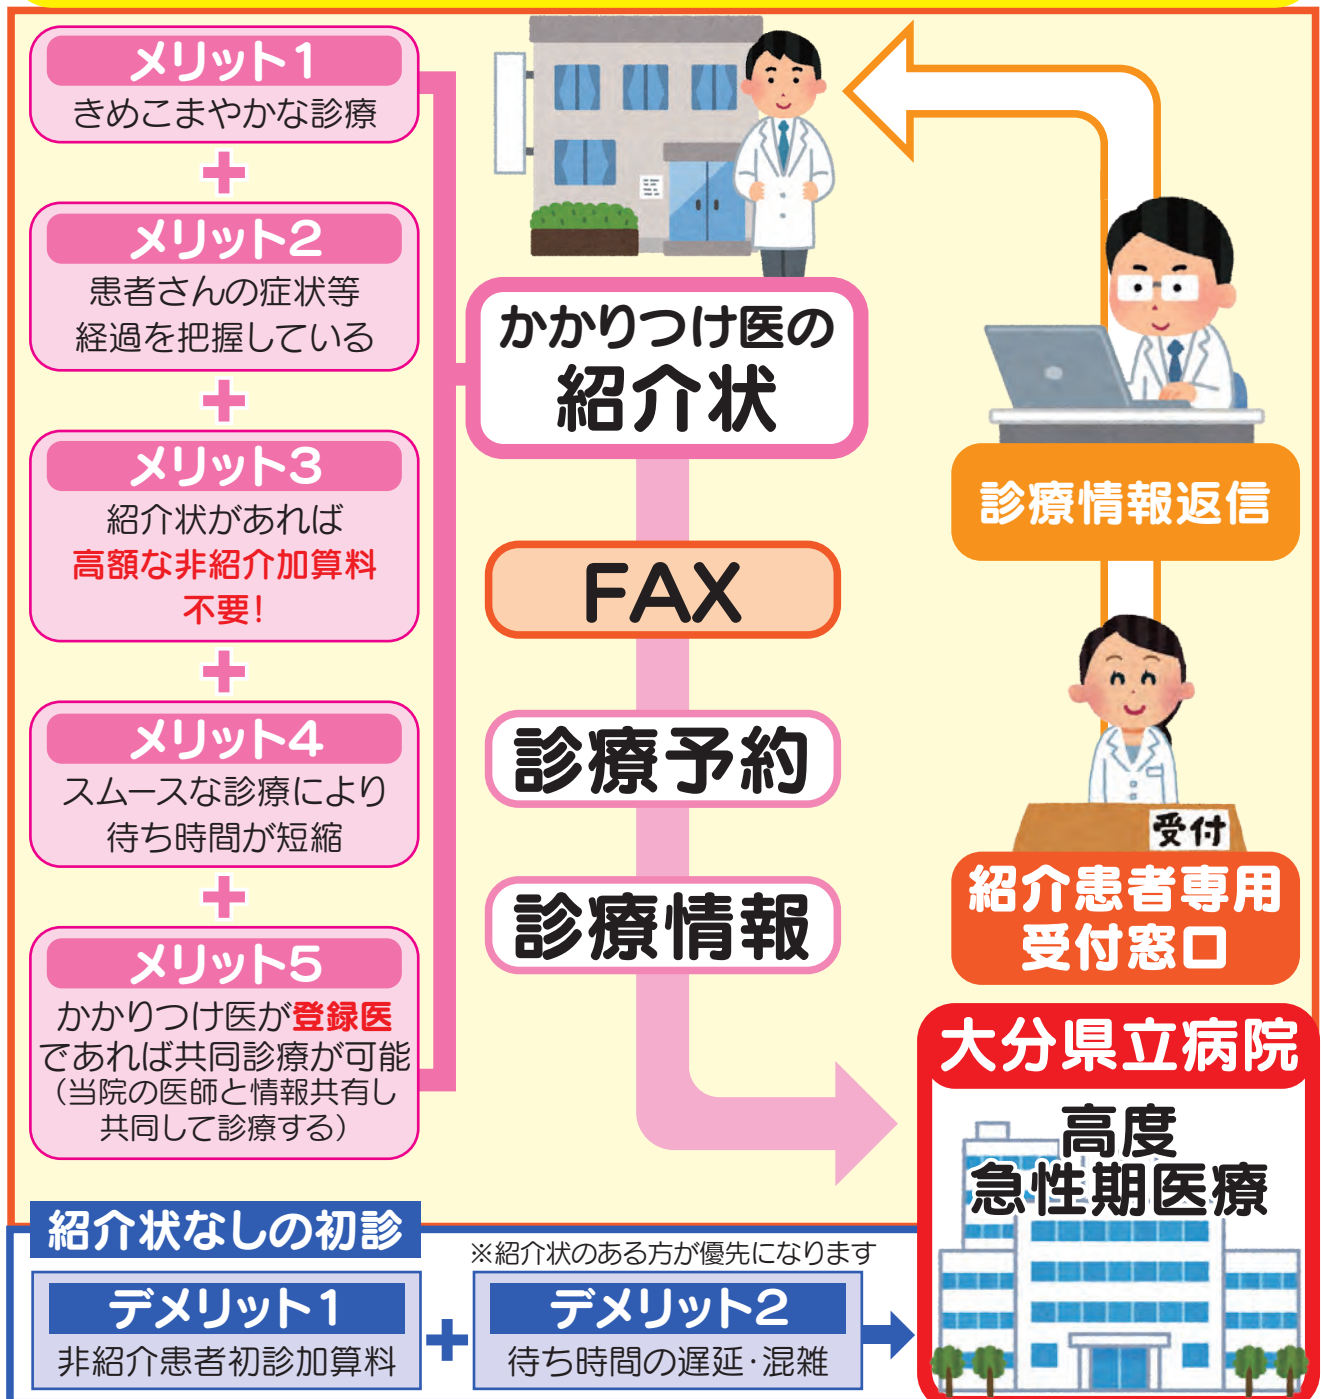 メリット1
きめこまやかな診療
+
メリット2
患者さんの症状等
経過を把握している
+
メリット3
紹介状があれば
高額な非紹介加算料
不要!
+
メリット4
スムースな診療により
待ち時間が短縮
+
メリット5
かかりつけ医が登録医
であれば共同診療が可能
(当院の医師と情報共有し
共同して診療する)
かかりつけ医の
紹介状
FAX
診療予約
診療情報
診療情報返信
受付
紹介患者専用
受付窓口
大分県立病院
高度
急性期医療
紹介状なしの初診
※紹介状のある方が優先になります
デメリット1
非紹介患者初診加算料
+
デメリット2
待ち時間の遅延・混雑